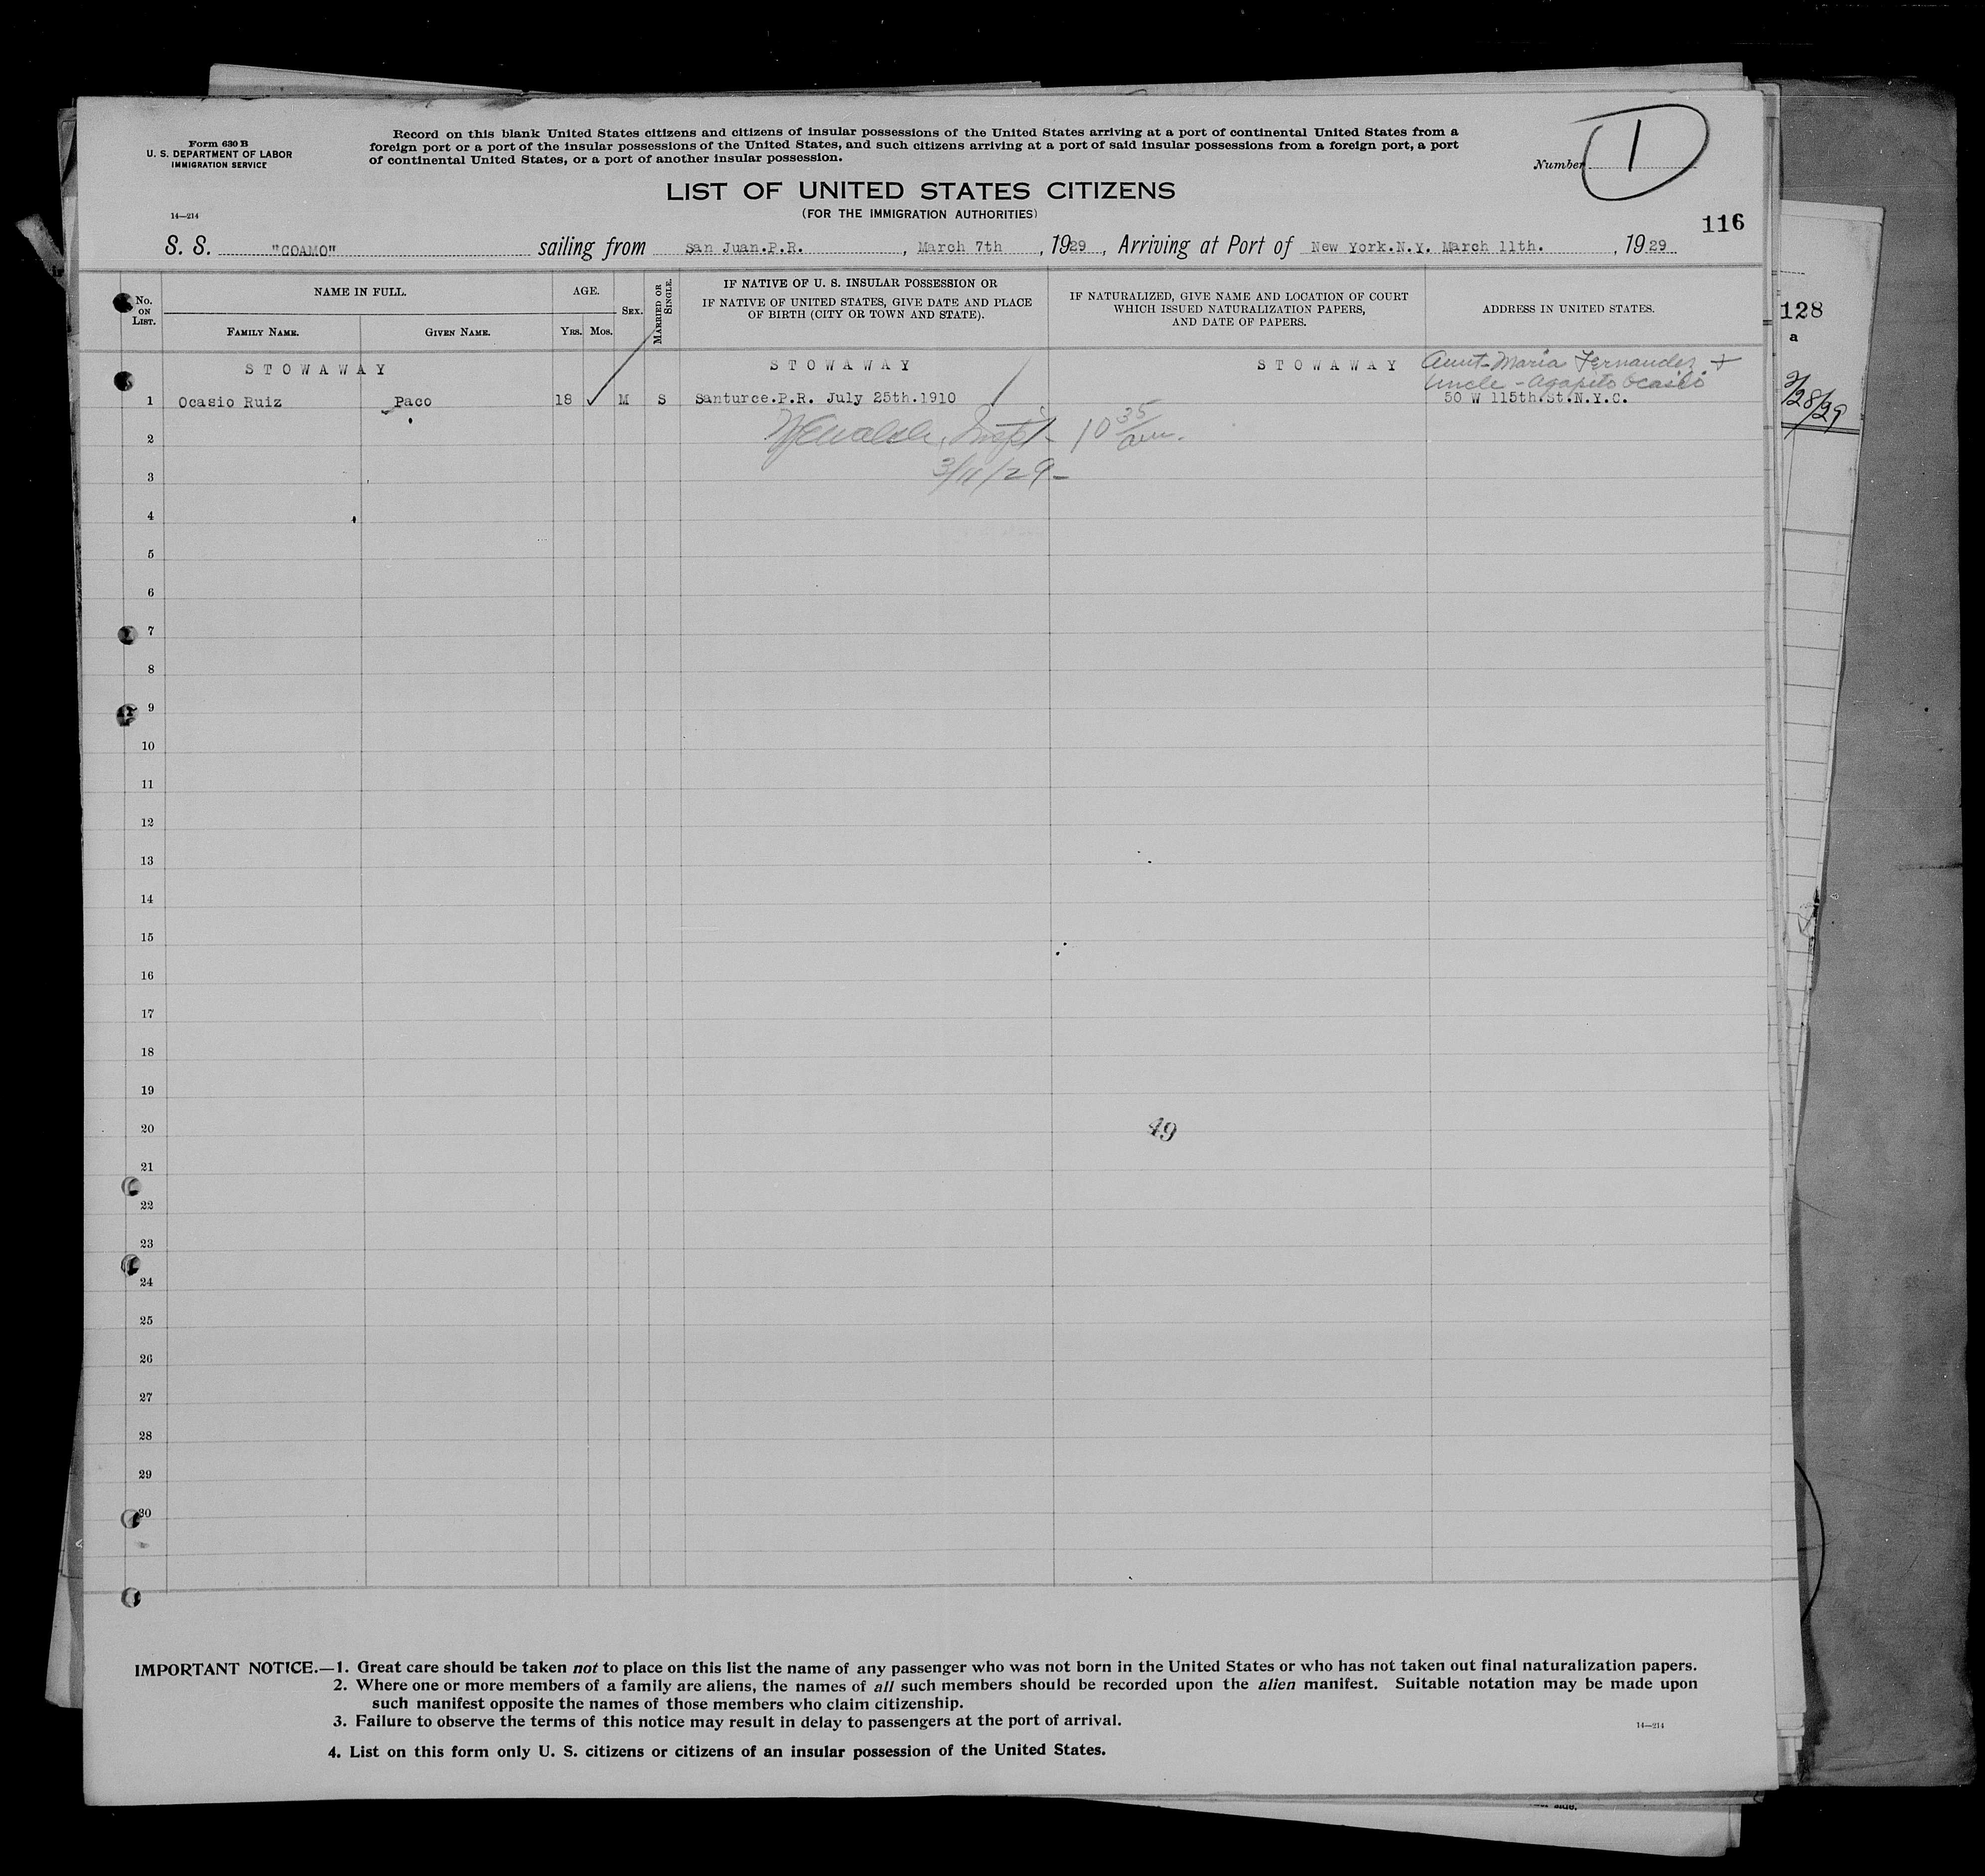 Form 630 B
U. S. DEPARTMENT OF LABOR
IMMIGRATION SERVICE
Record on this blank United States citizens and citizens of insular possessions of the United States arriving at a port of continental United States from a
foreign port or a port of the insular possessions of the United States, and such citizens arriving at a port of said insular possessions from a foreign port, a port
of continental United States, or a port of another insular possession.
Number 1
LIST OF UNITED STATES CITIZENS
(FOR THE IMMIGRATION AUTHORITIES)
14—214
116
S. S. "COAMO" sailing from San Juan.P.R. , March 7th , 1929 , Arriving at Port of New York.N.Y. March 11th. , 1929
No. ON LIST.
NAME IN FULL.
FAMILY NAME.
GIVEN NAME.
AGE.
YRS. MOS.
SEX.
MARRIED OR SINGLE.
IF NATIVE OF U. S. INSULAR POSSESSION OR
IF NATIVE OF UNITED STATES, GIVE DATE AND PLACE
OF BIRTH (CITY OR TOWN AND STATE).
IF NATURALIZED, GIVE NAME AND LOCATION OF COURT
WHICH ISSUED NATURALIZATION PAPERS,
AND DATE OF PAPERS.
ADDRESS IN UNITED STATES.
128
a
STOWAWAY STOWAWAY STOWAWAY Aunt-Maria Fernandez +
Uncle - Agapito Ocasio
1 Ocasio Ruiz Paco 18 ✓ M S Santurce.P.R. July 25th.1910 50 W 115th.St.N.Y.C.
3/28/29
2 10 35/am.
3 3/11/29-
4
5
6
7
8
9
10
11
12
13
14
15
16
17
18
19
20 49
21
22
23
24
25
26
27
28
29
30
IMPORTANT NOTICE.—1. Great care should be taken not to place on this list the name of any passenger who was not born in the United States or who has not taken out final naturalization papers.
2. Where one or more members of a family are aliens, the names of all such members should be recorded upon the alien manifest. Suitable notation may be made upon
such manifest opposite the names of those members who claim citizenship.
3. Failure to observe the terms of this notice may result in delay to passengers at the port of arrival.
14—214
4. List on this form only U. S. citizens or citizens of an insular possession of the United States.
side.